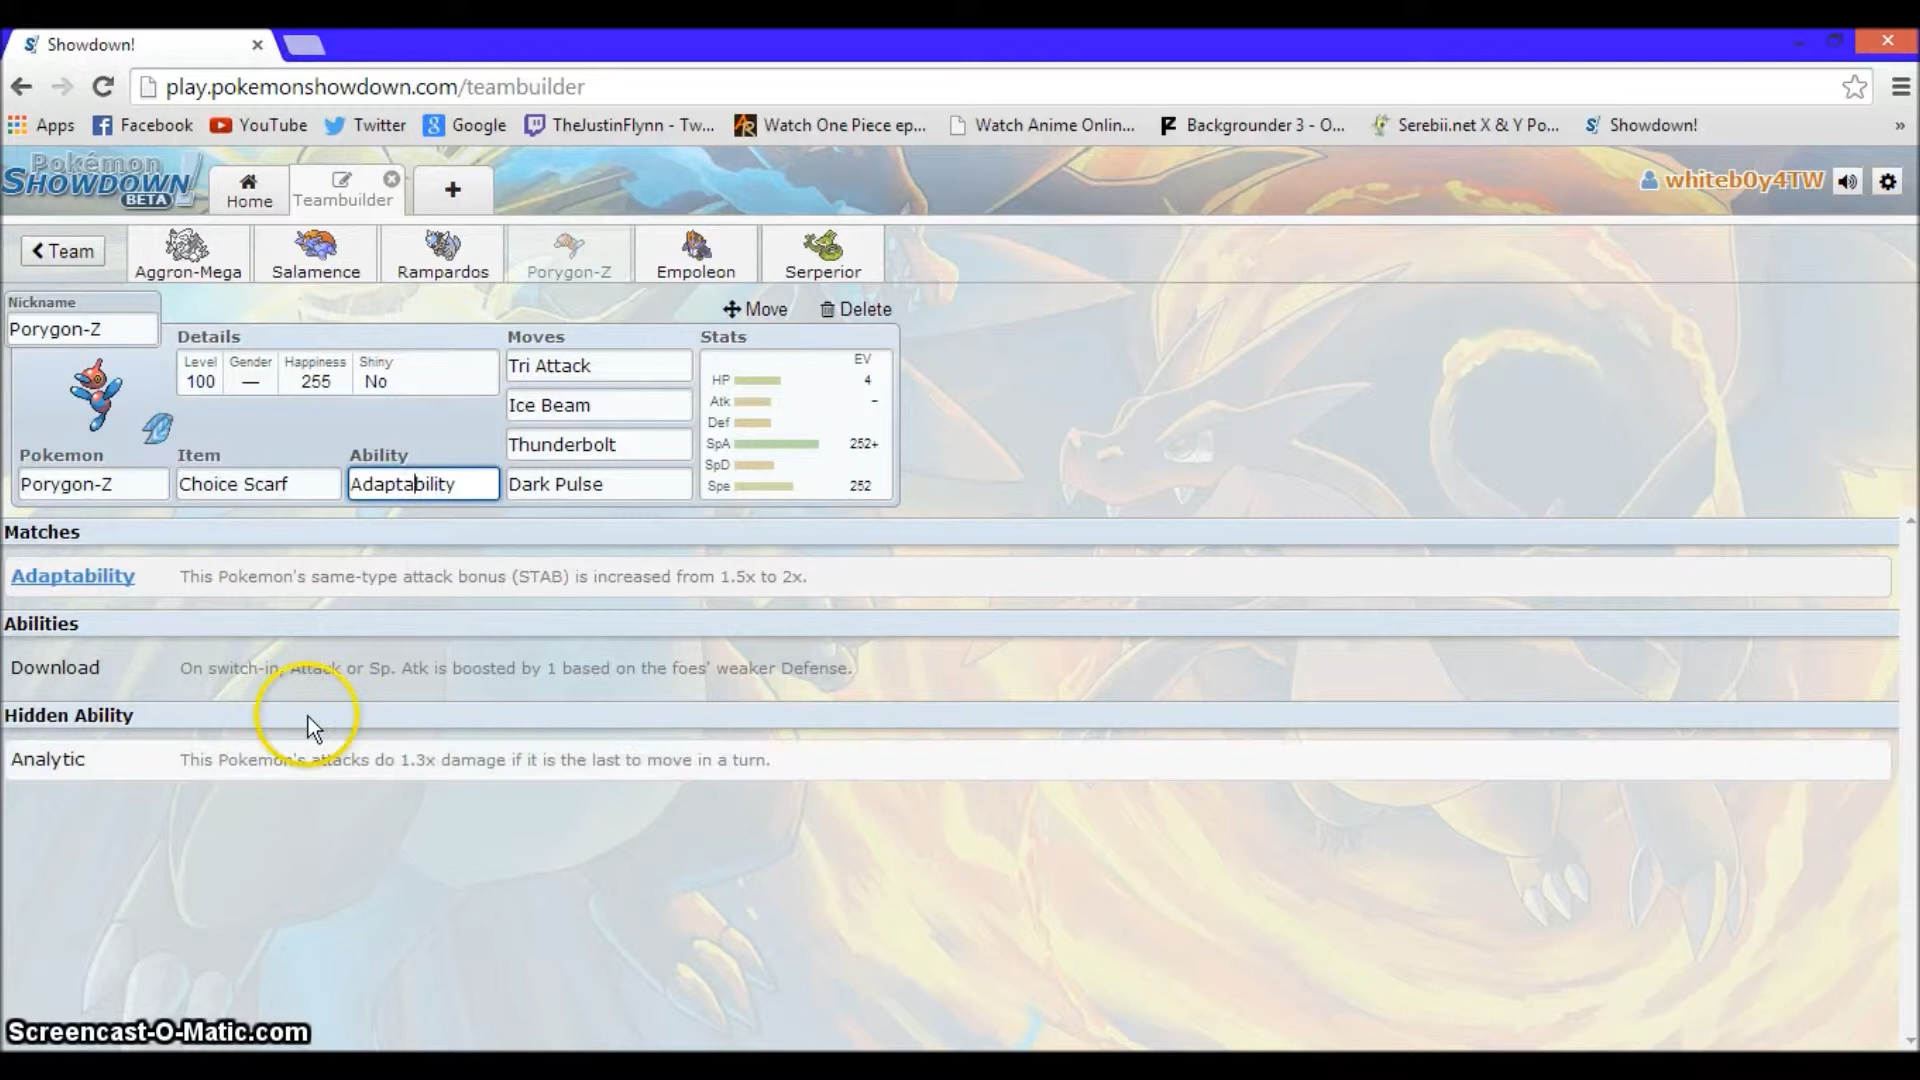 Showdown!
play.pokemonshowdown.com/teambuilder
Apps Facebook YouTube Twitter Google TheJustinFlynn - Tw... Watch One Piece ep... Watch Anime Onlin... Backgrounder 3 - O... Serebii.net X & Y Po... Showdown! »
Pokémon
SHOWDOWN
BETA
Home
Teambuilder
whiteb0y4TW
Team
Aggron-Mega
Salamence
Rampardos
Porygon-Z
Empoleon
Serperior
Nickname
Porygon-Z
Move
Delete
Details
Moves
Stats
Level Gender Happiness Shiny
100 — 255 No
Tri Attack
Ice Beam
Thunderbolt
Dark Pulse
EV
HP 4
Atk –
Def
SpA 252+
SpD
Spe 252
Pokemon
Item
Ability
Porygon-Z
Choice Scarf
Adaptability
Matches
Adaptability This Pokemon's same-type attack bonus (STAB) is increased from 1.5x to 2x.
Abilities
Download On switch-in, Attack or Sp. Atk is boosted by 1 based on the foes' weaker Defense.
Hidden Ability
Analytic This Pokemon's attacks do 1.3x damage if it is the last to move in a turn.
Screencast-O-Matic.com